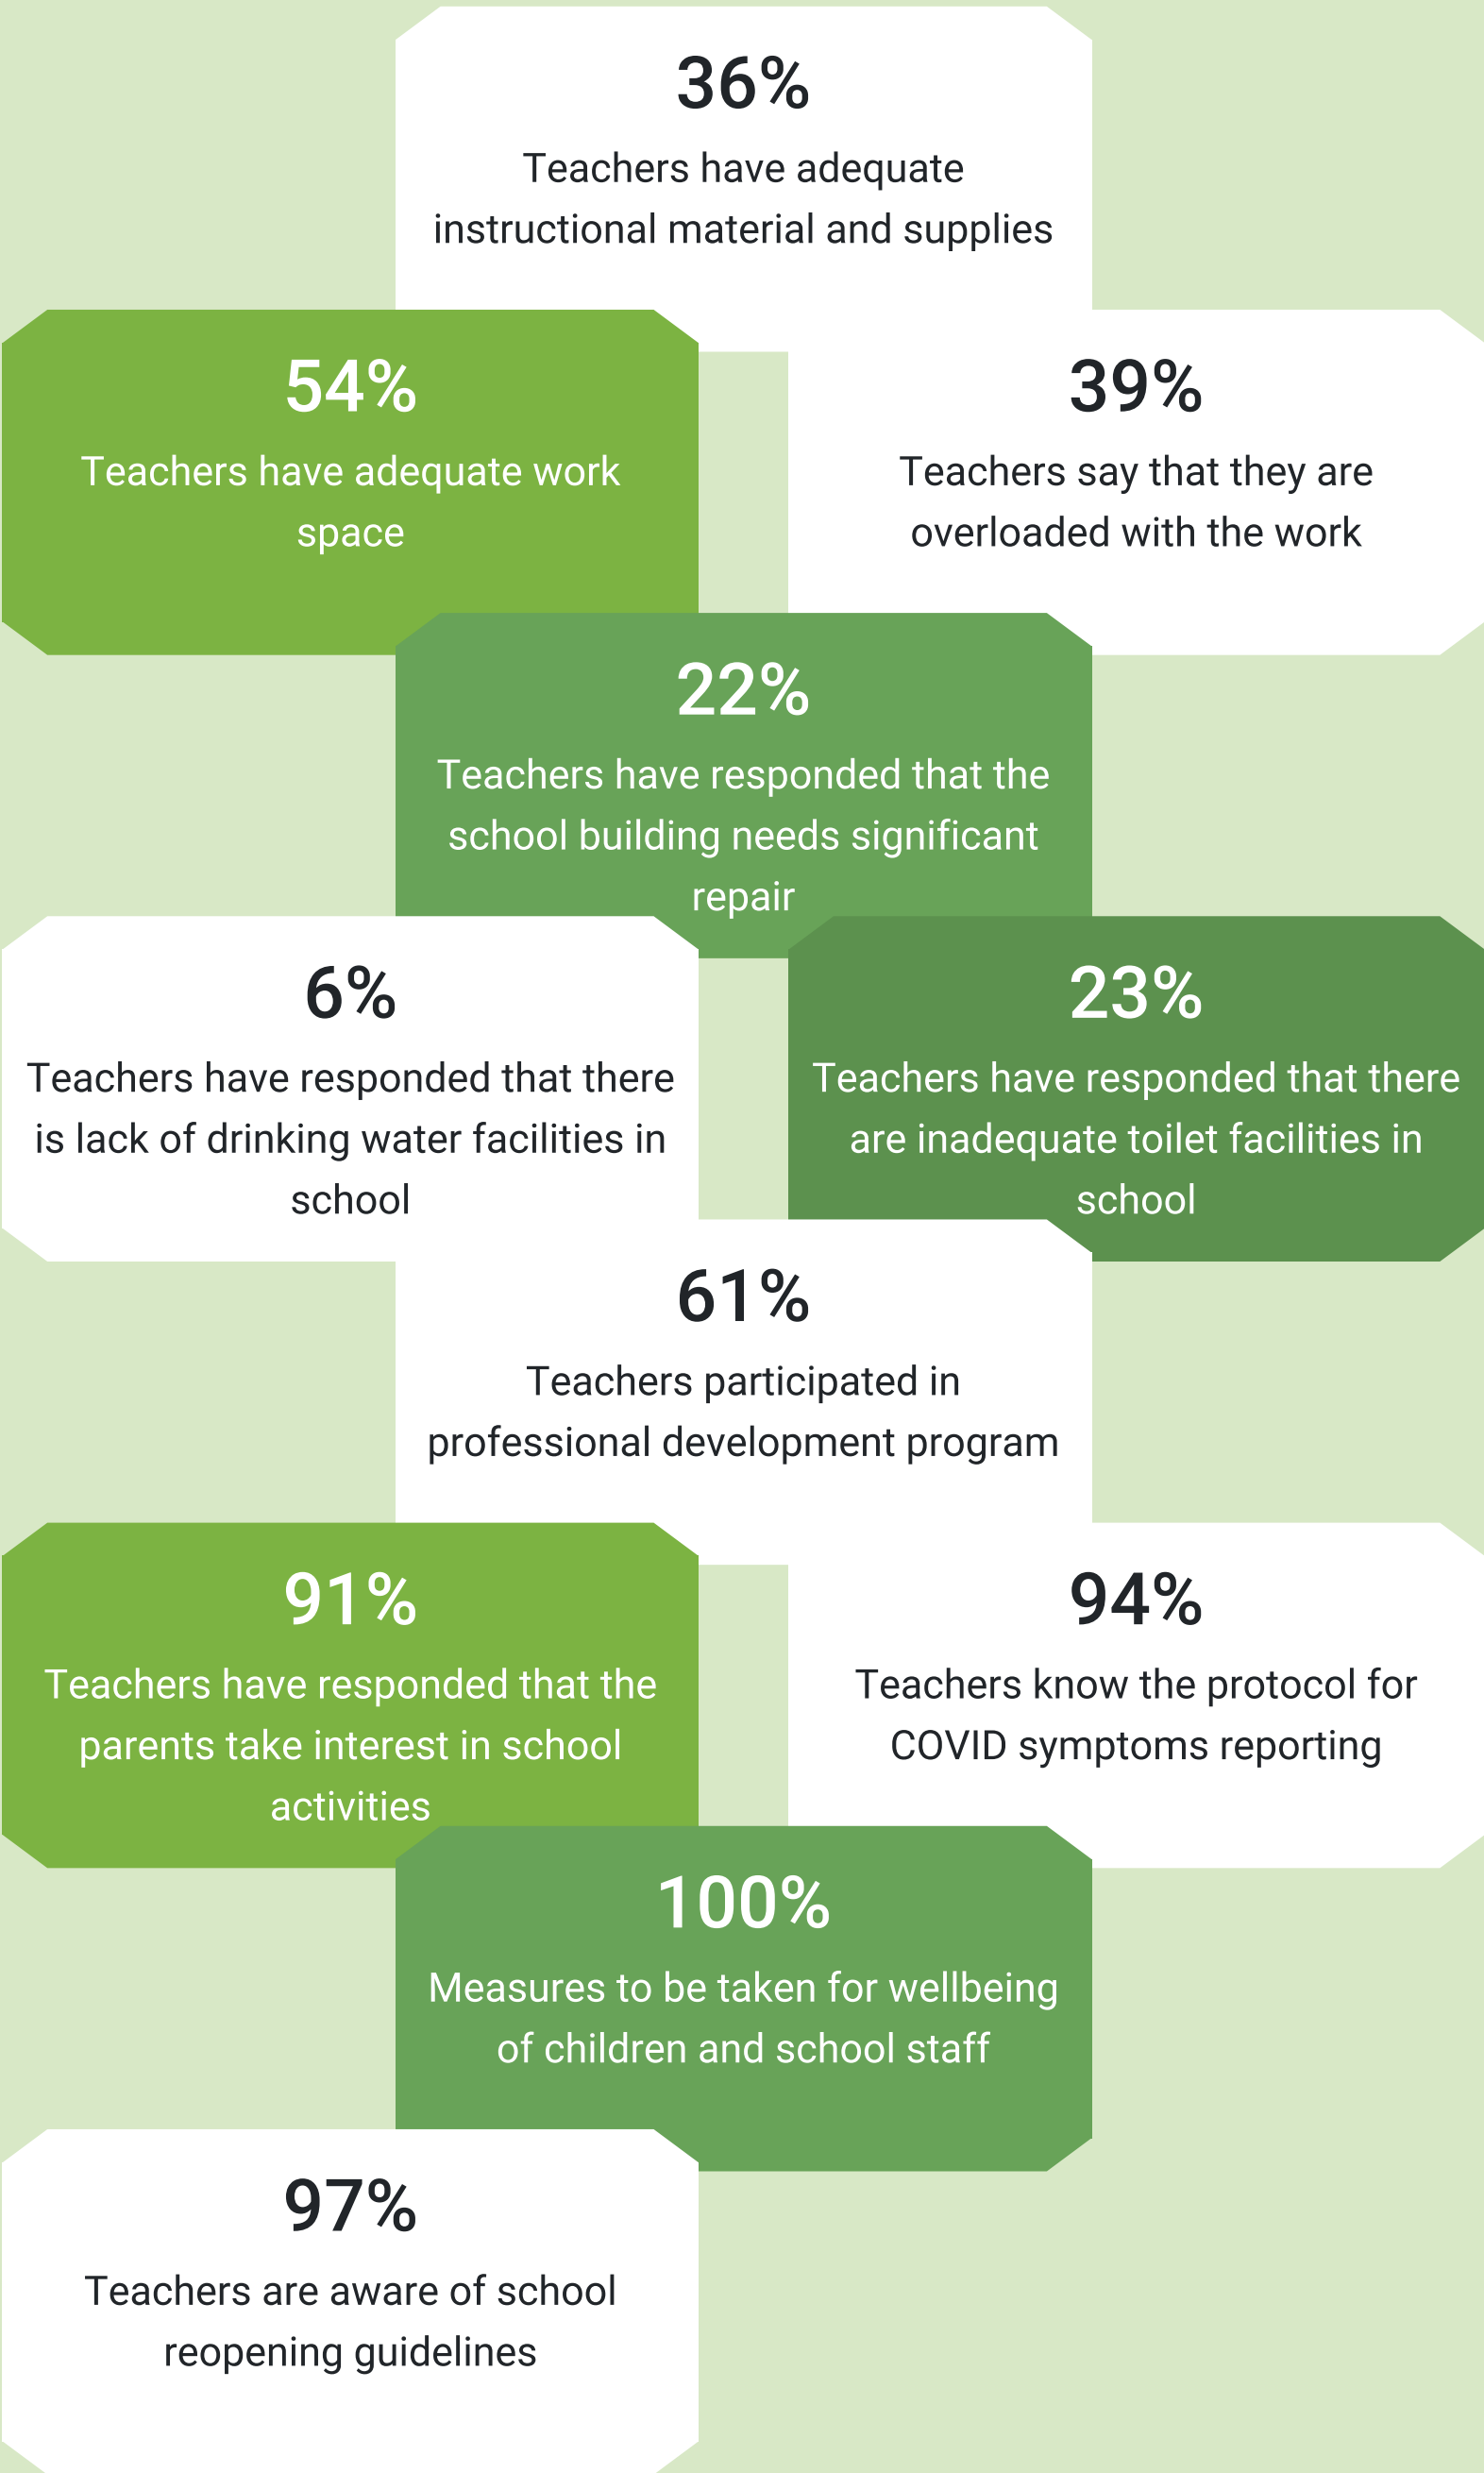 36%
Teachers have adequate
instructional material and supplies
54%
Teachers have adequate work
space
39%
Teachers say that they are
overloaded with the work
22%
Teachers have responded that the
school building needs significant
repair
6%
Teachers have responded that there
is lack of drinking water facilities in
school
23%
Teachers have responded that there
are inadequate toilet facilities in
school
61%
Teachers participated in
professional development program
91%
Teachers have responded that the
parents take interest in school
activities
94%
Teachers know the protocol for
COVID symptoms reporting
100%
Measures to be taken for wellbeing
of children and school staff
97%
Teachers are aware of school
reopening guidelines